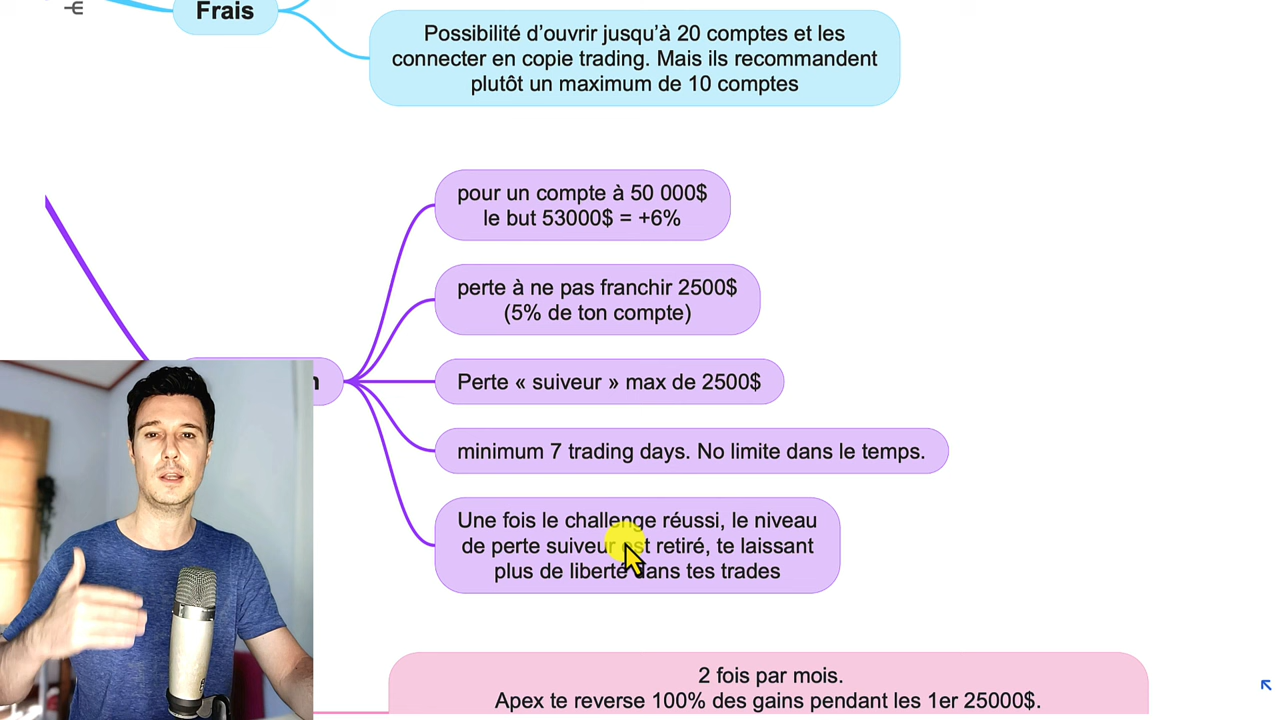 Frais
Possibilité d’ouvrir jusqu’à 20 comptes et les
connecter en copie trading. Mais ils recommandent
plutôt un maximum de 10 comptes
pour un compte à 50 000$
le but 53000$ = +6%
perte à ne pas franchir 2500$
(5% de ton compte)
Perte « suiveur » max de 2500$
minimum 7 trading days. No limite dans le temps.
Une fois le challenge réussi, le niveau
de perte suiveur est retiré, te laissant
plus de liberté dans tes trades
2 fois par mois.
Apex te reverse 100% des gains pendant les 1er 25000$.